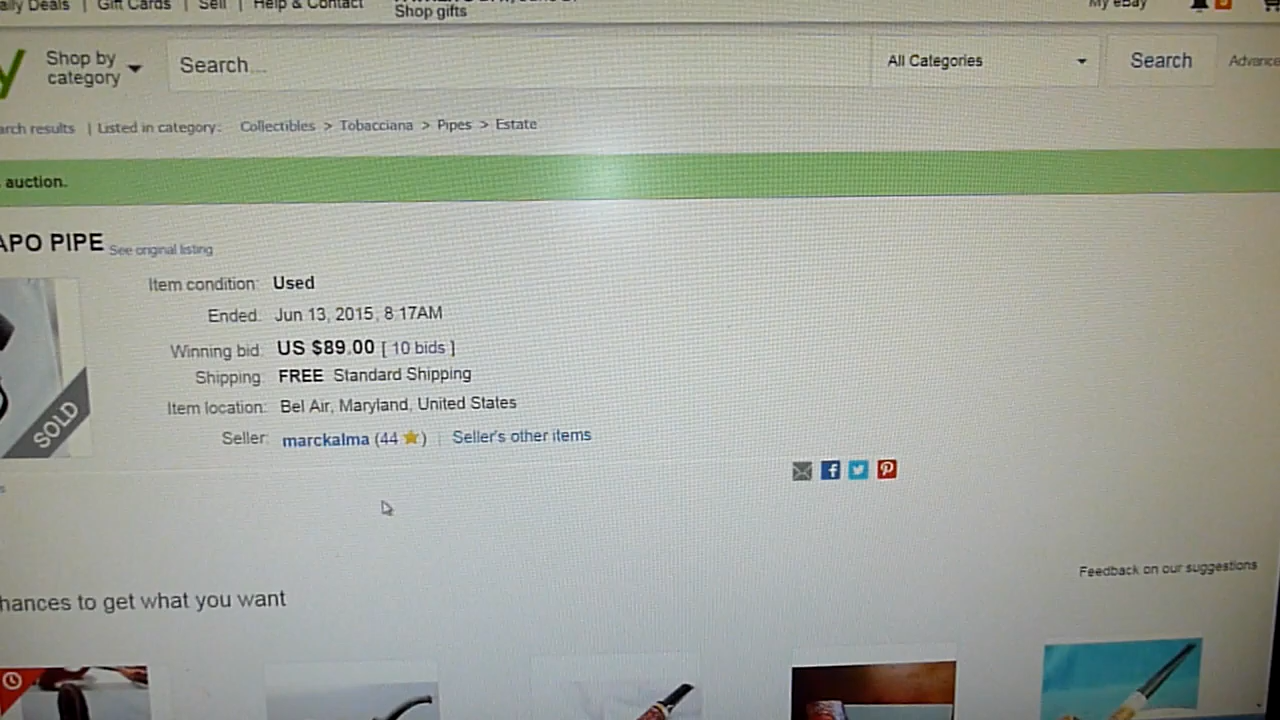 Deals | Gift Cards | Sell | Help & Contact
Shop gifts
My eBay
Shop by
category
Search...
All Categories
Search
results | Listed in category: Collectibles > Tobacciana > Pipes > Estate
auction.
PIPE See original listing
Item condition: Used
Ended: Jun 13, 2015, 8:17AM
Winning bid: US $89.00 [ 10 bids ]
Shipping: FREE Standard Shipping
Item location: Bel Air, Maryland, United States
SOLD
Seller: marckalma (44 ) | Seller's other items
Feedback on our suggestions
to get what you want